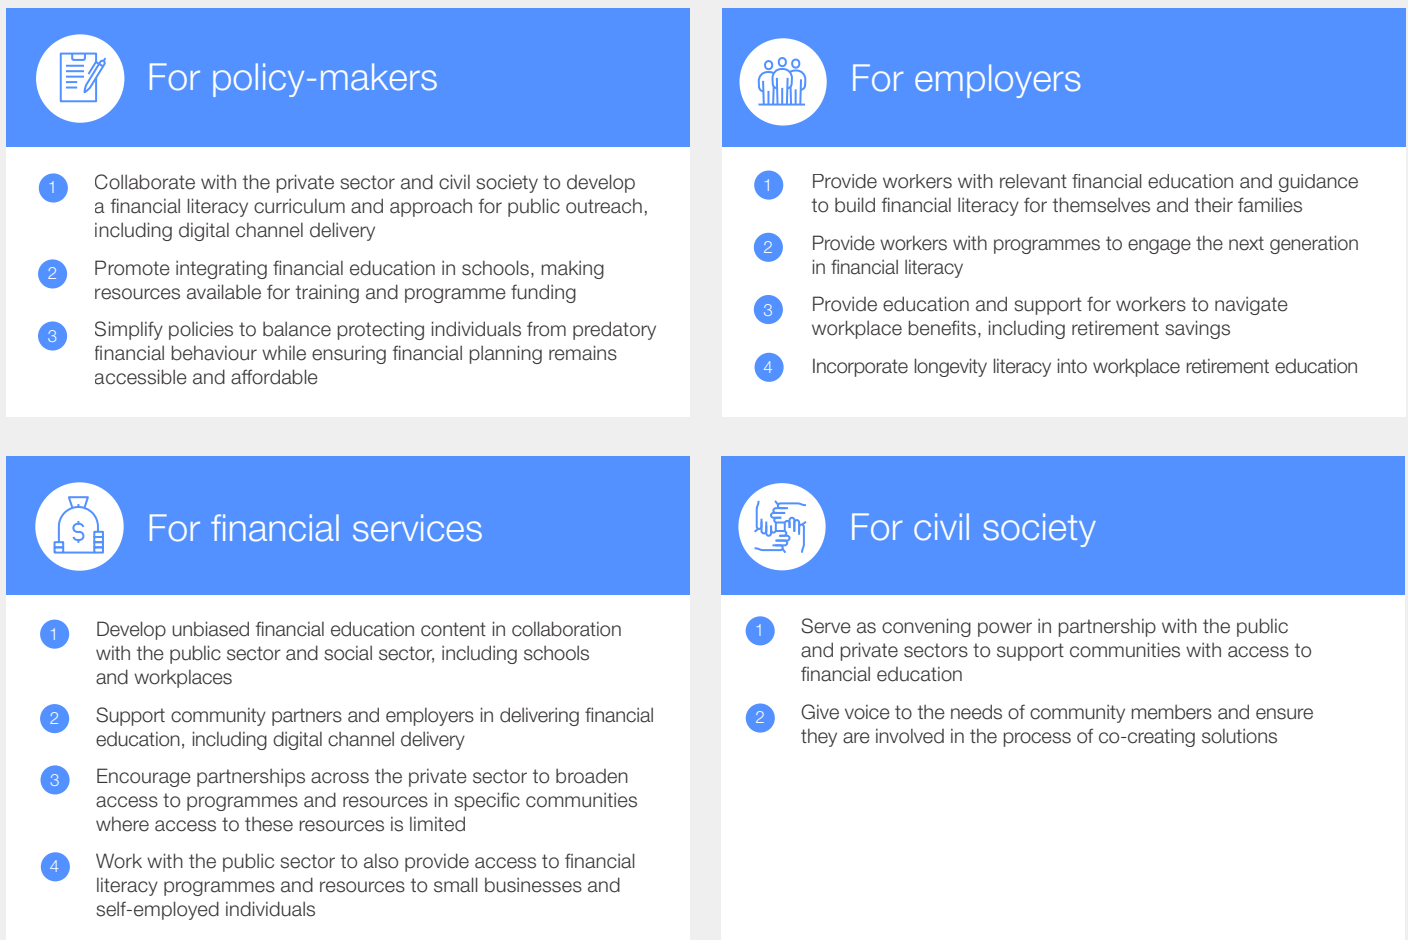 For policy-makers
1 Collaborate with the private sector and civil society to develop
a financial literacy curriculum and approach for public outreach,
including digital channel delivery
2 Promote integrating financial education in schools, making
resources available for training and programme funding
3 Simplify policies to balance protecting individuals from predatory
financial behaviour while ensuring financial planning remains
accessible and affordable
For employers
1 Provide workers with relevant financial education and guidance
to build financial literacy for themselves and their families
2 Provide workers with programmes to engage the next generation
in financial literacy
3 Provide education and support for workers to navigate
workplace benefits, including retirement savings
4 Incorporate longevity literacy into workplace retirement education
$
For financial services
1 Develop unbiased financial education content in collaboration
with the public sector and social sector, including schools
and workplaces
2 Support community partners and employers in delivering financial
education, including digital channel delivery
3 Encourage partnerships across the private sector to broaden
access to programmes and resources in specific communities
where access to these resources is limited
4 Work with the public sector to also provide access to financial
literacy programmes and resources to small businesses and
self-employed individuals
For civil society
1 Serve as convening power in partnership with the public
and private sectors to support communities with access to
financial education
2 Give voice to the needs of community members and ensure
they are involved in the process of co-creating solutions